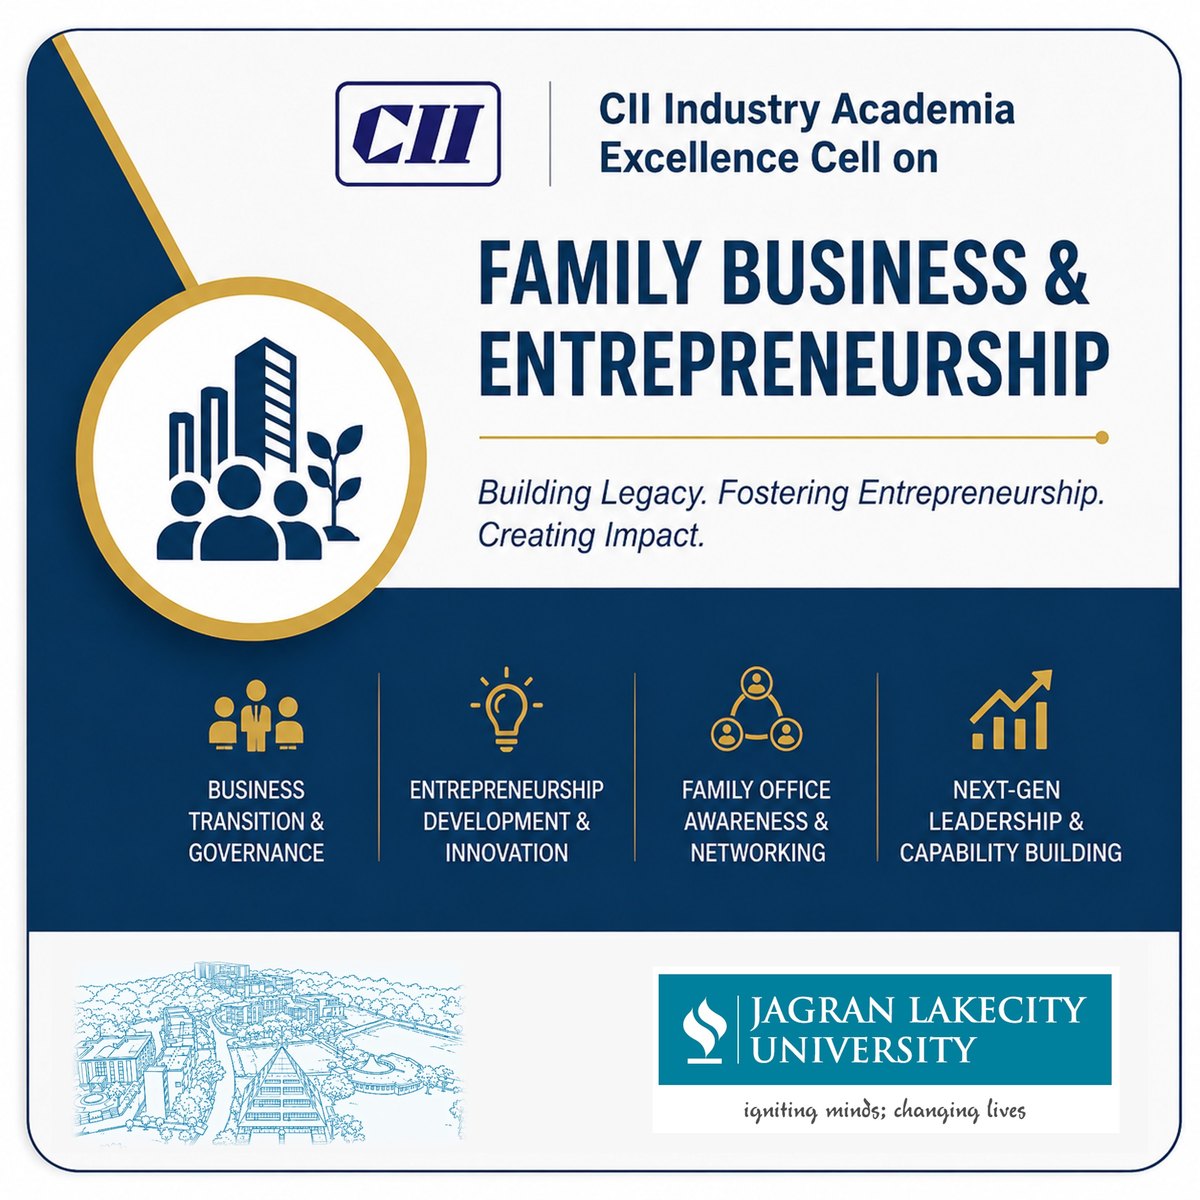 CII
CII Industry Academia
Excellence Cell on
FAMILY BUSINESS &
ENTREPRENEURSHIP
Building Legacy. Fostering Entrepreneurship.
Creating Impact.
BUSINESS
TRANSITION &
GOVERNANCE
ENTREPRENEURSHIP
DEVELOPMENT &
INNOVATION
FAMILY OFFICE
AWARENESS &
NETWORKING
NEXT-GEN
LEADERSHIP &
CAPABILITY BUILDING
JAGRAN LAKECITY
UNIVERSITY
igniting minds; changing lives